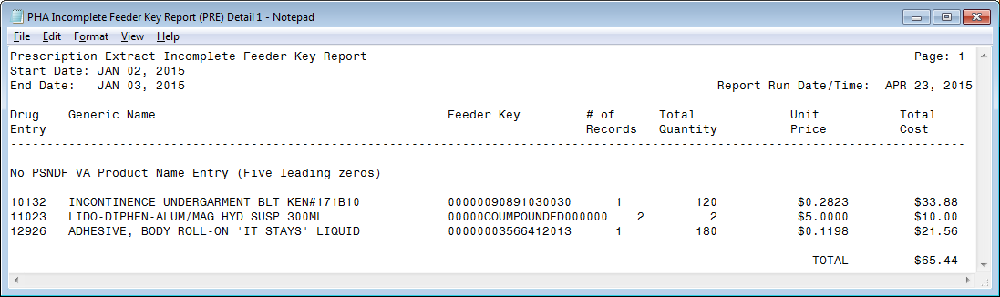 PHA Incomplete Feeder Key Report (PRE) Detail 1 - Notepad
File Edit Format View Help
Prescription Extract Incomplete Feeder Key Report Page: 1
Start Date: JAN 02, 2015
End Date: JAN 03, 2015 Report Run Date/Time: APR 23, 2015
Drug Generic Name Feeder Key # of Total Unit Total
Entry Records Quantity Price Cost
-----------------------------------------------------------------------------------------------------------------------------------
No PSNDF VA Product Name Entry (Five leading zeros)
10132 INCONTINENCE UNDERGARMENT BLT KEN#171B10 00000090891030030 1 120 $0.2823 $33.88
11023 LIDO-DIPHEN-ALUM/MAG HYD SUSP 300ML 00000COUMPOUNDED000000 2 2 $5.0000 $10.00
12926 ADHESIVE, BODY ROLL-ON 'IT STAYS' LIQUID 00000003566412013 1 180 $0.1198 $21.56
TOTAL $65.44